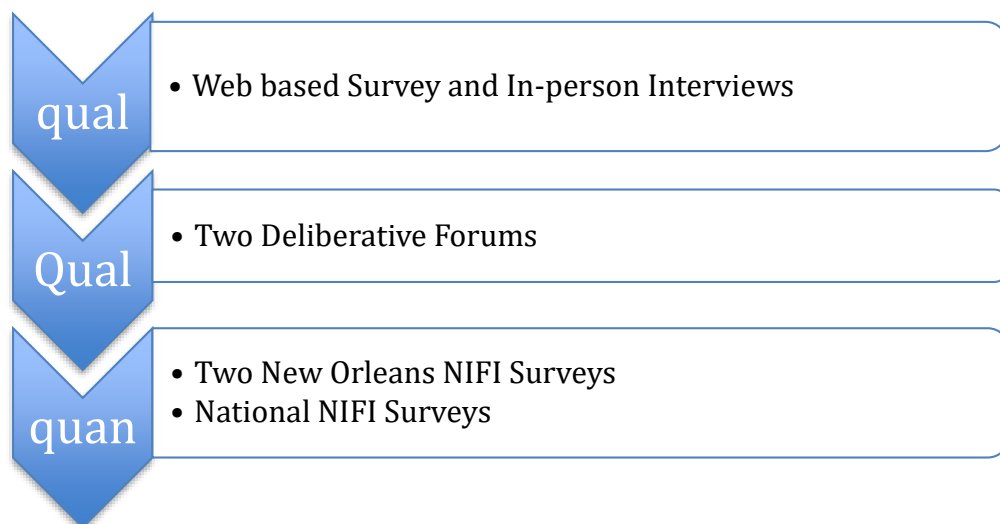 qual
• Web based Survey and In-person Interviews
Qual
• Two Deliberative Forums
quan
• Two New Orleans NIFI Surveys
• National NIFI Surveys